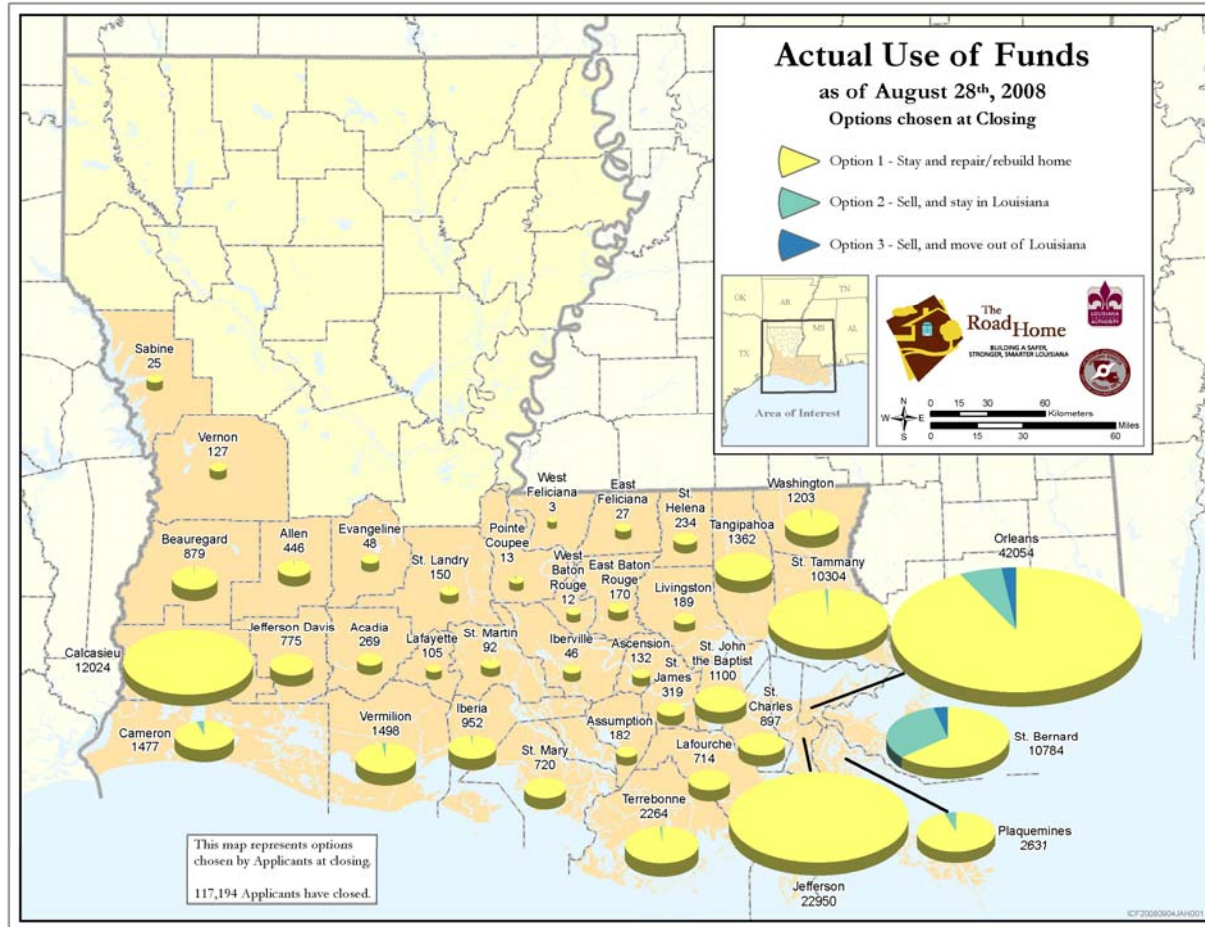 Actual Use of Funds
as of August 28th, 2008
Options chosen at Closing
Option 1 - Stay and repair/rebuild home
Option 2 - Sell, and stay in Louisiana
Option 3 - Sell, and move out of Louisiana
OK
AR
TN
TX
MS
AL
Area of Interest
The
Road Home
BUILDING A SAFER,
STRONGER, SMARTER LOUISIANA
LOUISIANA
AUTHORITY
N
W E
S
0 15 30 60
Kilometers
0 15 30 60
Miles
Sabine
25
Vernon
127
Beauregard
879
Allen
446
Evangeline
48
St. Landry
150
Pointe
Coupee
13
West
Feliciana
3
East
Feliciana
27
St.
Helena
234
Tangipahoa
1362
Washington
1203
St. Tammany
10304
Orleans
42054
West
Baton
Rouge
12
East Baton
Rouge
170
Livingston
189
Calcasieu
12024
Jefferson Davis
775
Acadia
269
Lafayette
105
St. Martin
92
Iberville
46
Ascension
132
St.
James
319
St. John
the Baptist
1100
St.
Charles
897
Cameron
1477
Vermilion
1498
Iberia
952
St. Mary
720
Assumption
182
Lafourche
714
Terrebonne
2264
St. Bernard
10784
Plaquemines
2631
Jefferson
22950
This map represents options
chosen by Applicants at closing.
117,194 Applicants have closed.
ICF20080904JAH001